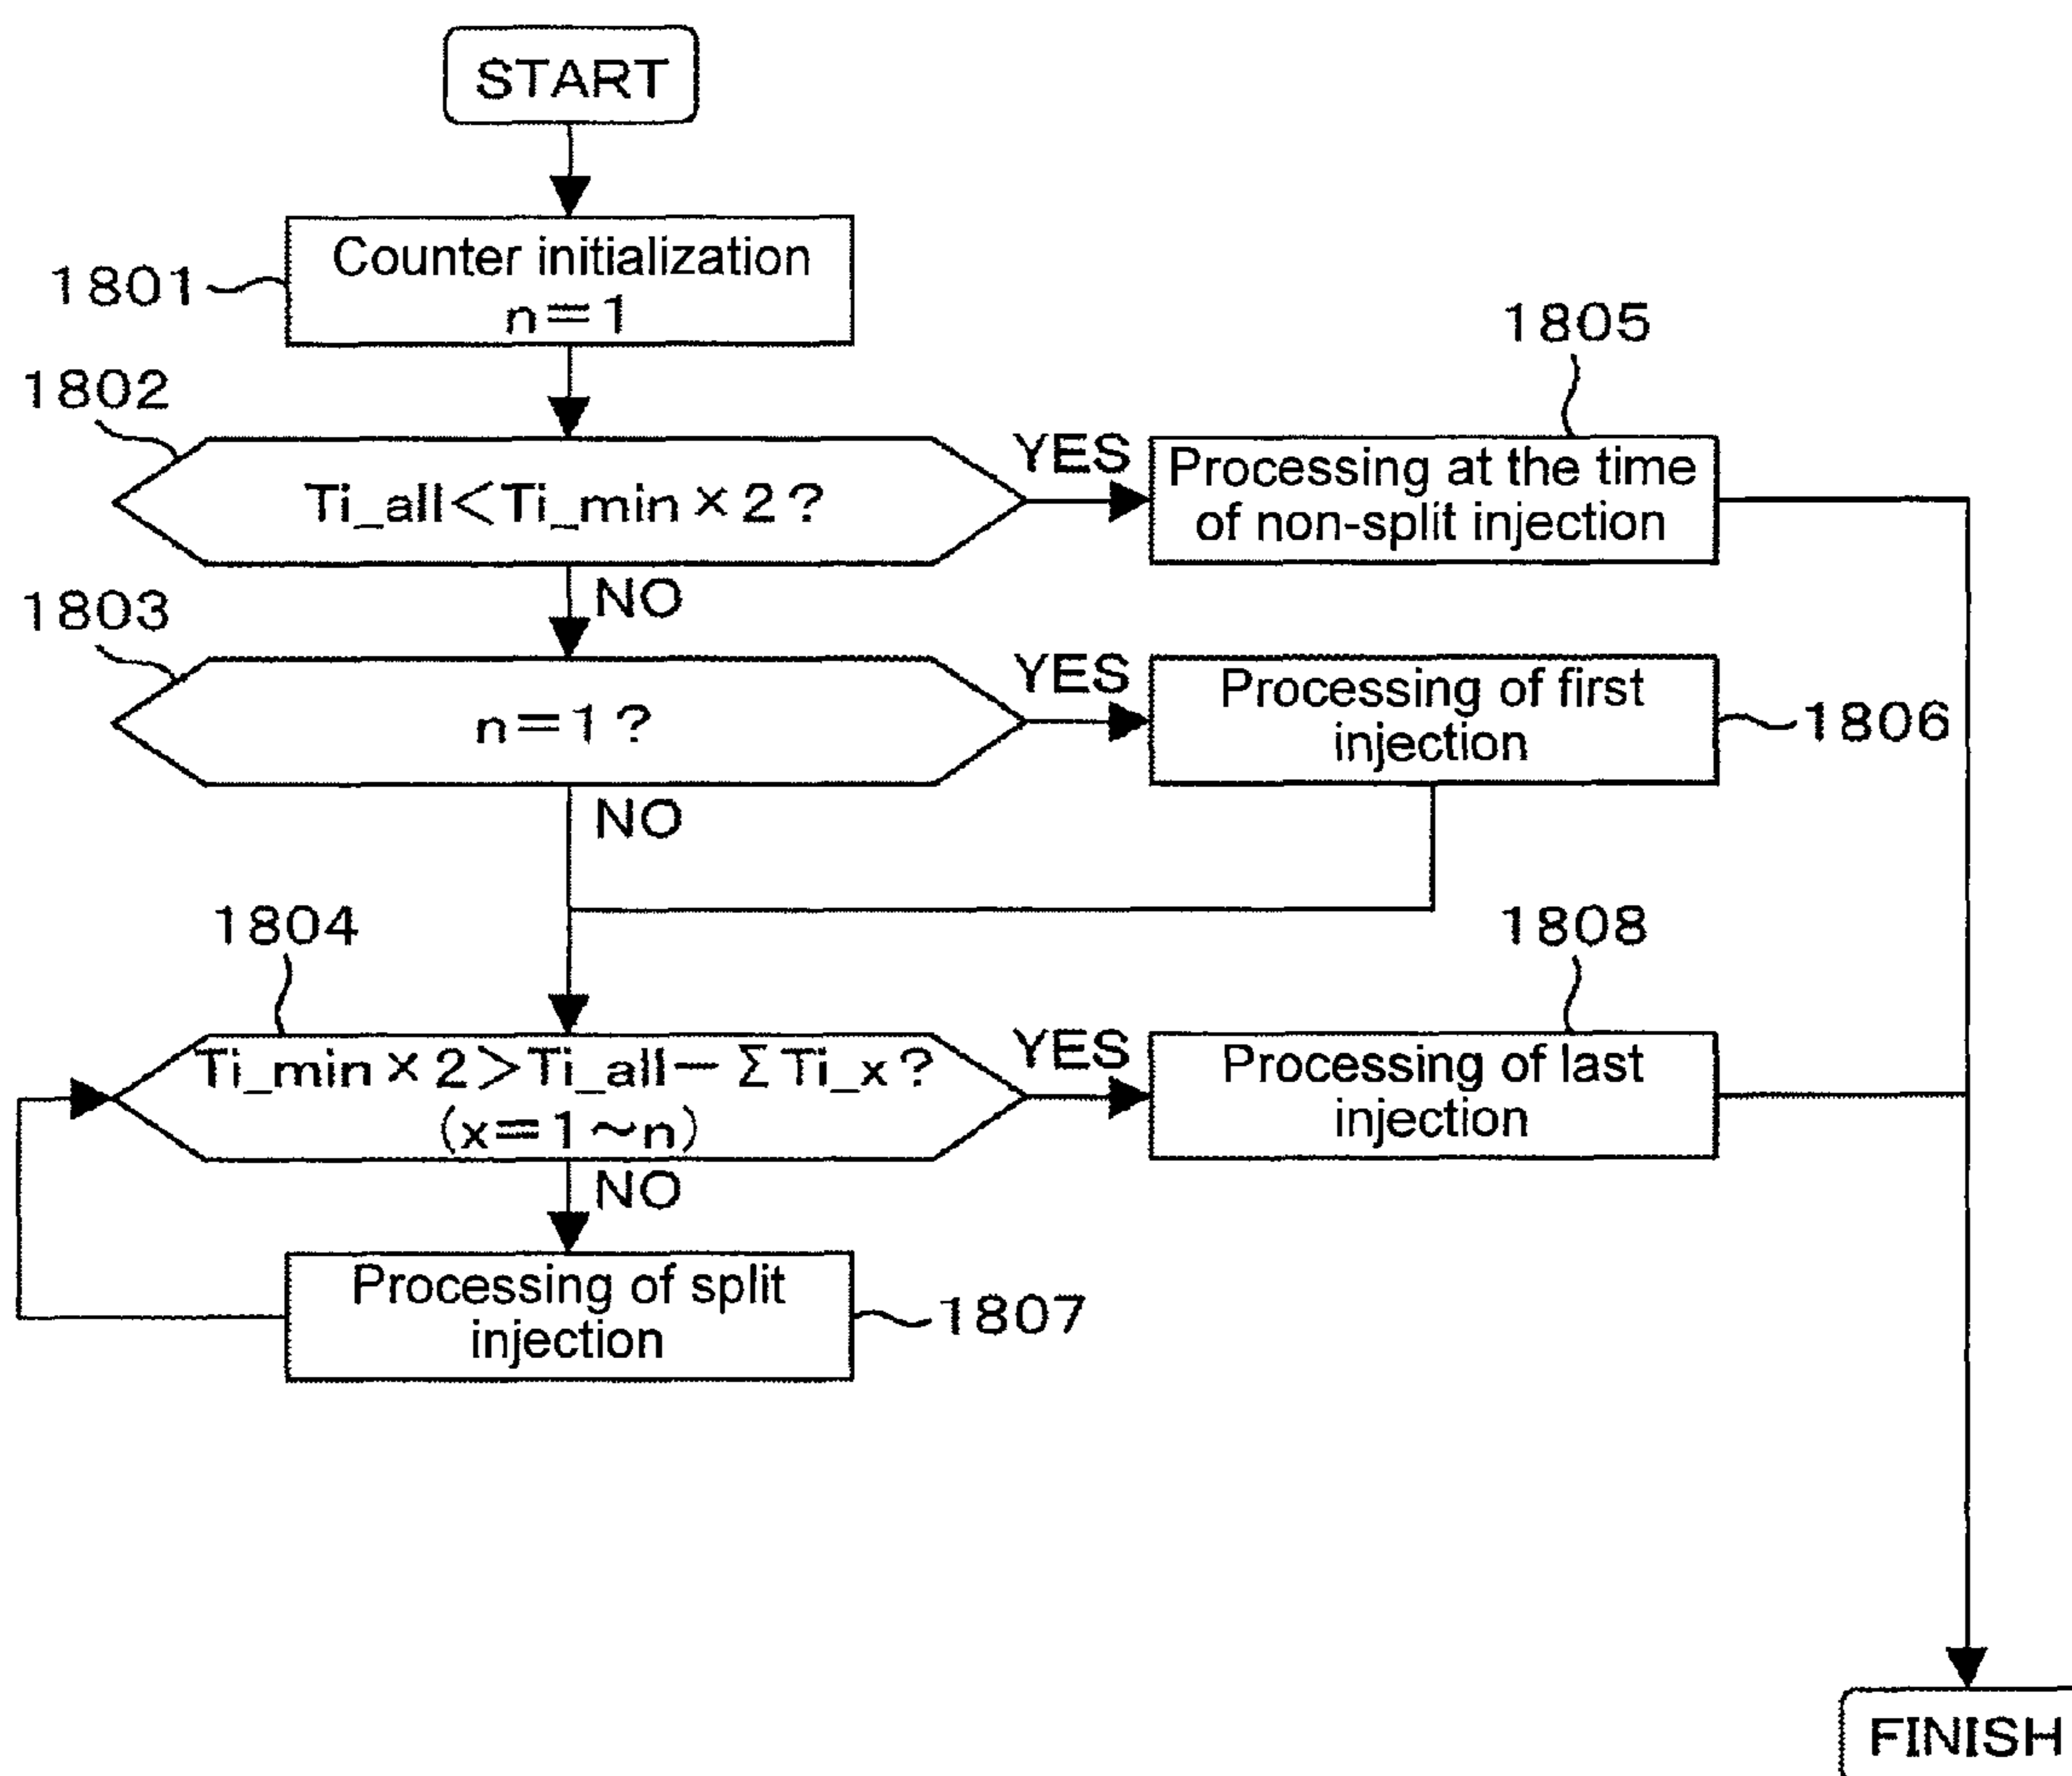 START
1801
Counter initialization
n=1
1802
Ti_all<Ti_min×2?
YES
1805
Processing at the time
of non-split injection
NO
1803
n=1?
YES
Processing of first
injection
1806
NO
1804
Ti_min×2>Ti_all-ΣTi_x?
(x=1~n)
YES
1808
Processing of last
injection
NO
Processing of split
injection
1807
FINISH